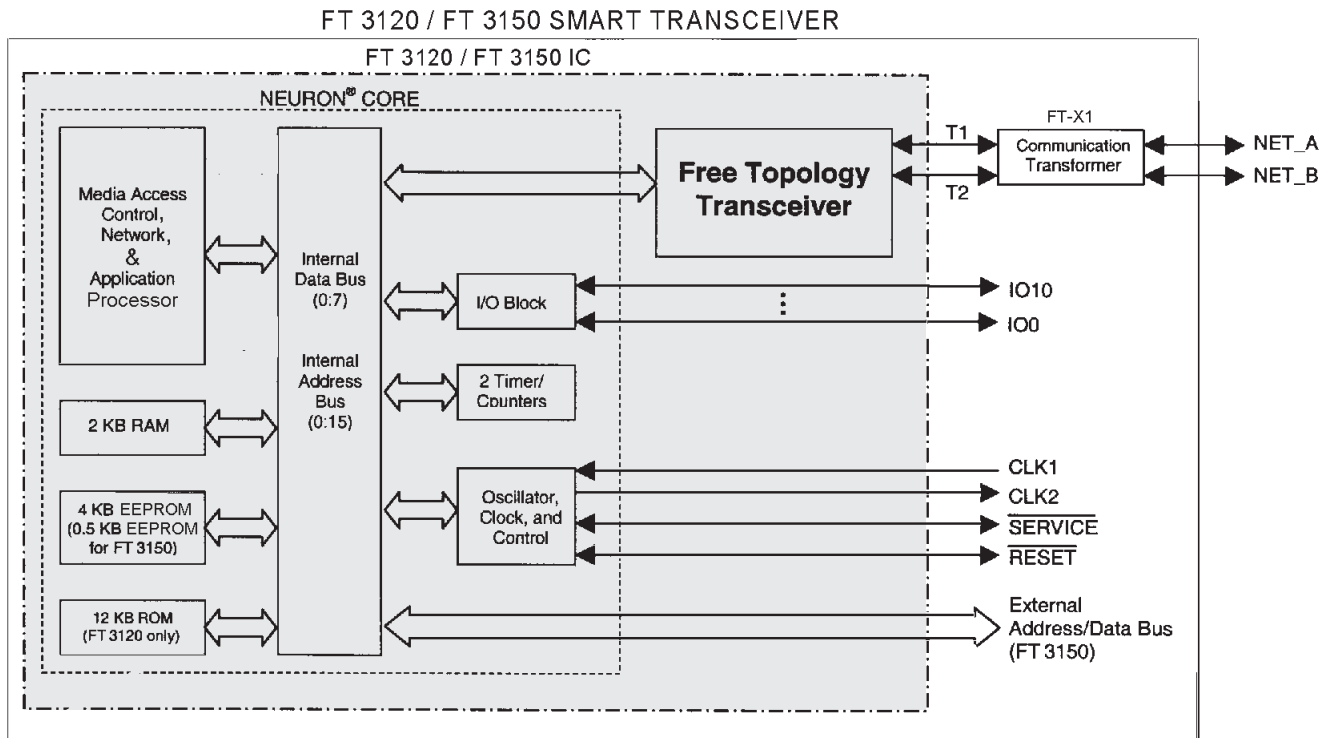 FT 3120 / FT 3150 SMART TRANSCEIVER
FT 3120 / FT 3150 IC
NEURON® CORE
Media Access
Control,
Network,
&
Application
Processor
2 KB RAM
4 KB EEPROM
(0.5 KB EEPROM
for FT 3150)
12 KB ROM
(FT 3120 only)
Internal
Data Bus
(0:7)
Internal
Address
Bus
(0:15)
I/O Block
2 Timer/
Counters
Oscillator,
Clock, and
Control
Free Topology
Transceiver
T1
T2
FT-X1
Communication
Transformer
NET_A
NET_B
IO10
IO0
CLK1
CLK2
SERVICE
RESET
External
Address/Data Bus
(FT 3150)